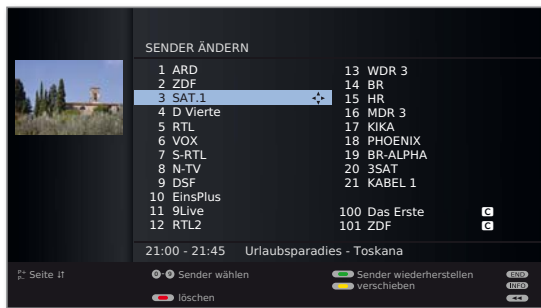 SENDER ÄNDERN
1 ARD
2 ZDF
3 SAT.1
4 D Vierte
5 RTL
6 VOX
7 S-RTL
8 N-TV
9 DSF
10 EinsPlus
11 9Live
12 RTL2
13 WDR 3
14 BR
15 HR
16 MDR 3
17 KIKA
18 PHOENIX
19 BR-ALPHA
20 3SAT
21 KABEL 1
100 Das Erste C
101 ZDF C
21:00 - 21:45 Urlaubsparadies - Toskana
P+ P- Seite ↓↑
0-9 Sender wählen
Sender wiederherstellen END
verschieben INFO
löschen ◀◀